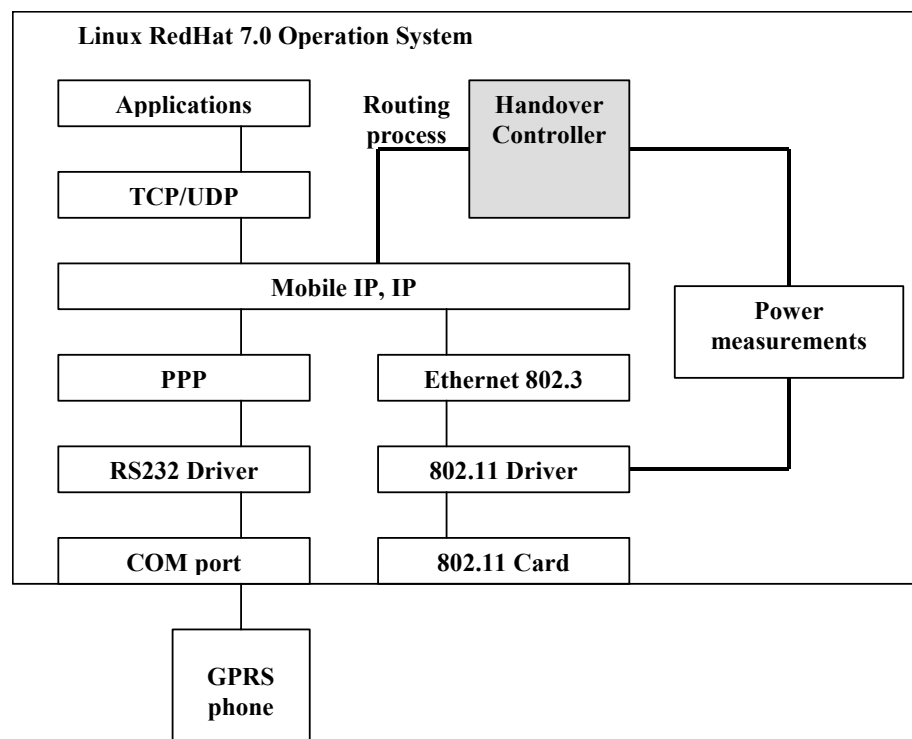 Linux RedHat 7.0 Operation System
Applications
Routing
process
Handover
Controller
TCP/UDP
Mobile IP, IP
Power
measurements
PPP
Ethernet 802.3
RS232 Driver
802.11 Driver
COM port
802.11 Card
GPRS
phone